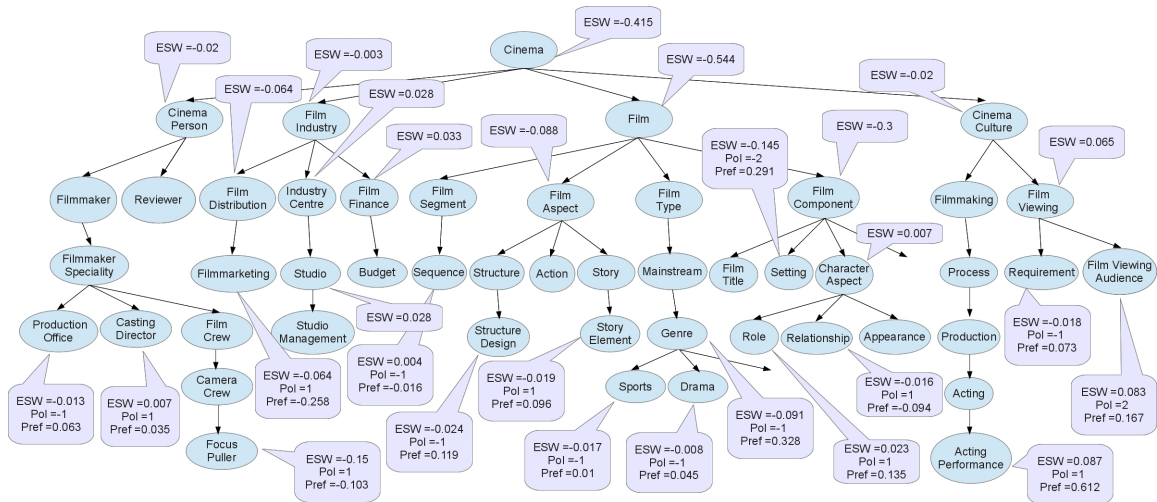 ESW =-0.415
Cinema
ESW =-0.02
ESW =-0.003
ESW =-0.544
ESW =-0.02
ESW =-0.064
ESW =0.028
Cinema
Person
Film
Industry
Film
Cinema
Culture
ESW =-0.088
ESW =-0.3
ESW =0.033
ESW =-0.145
Pol =-2
Pref =0.291
ESW =0.065
Filmmaker
Reviewer
Film
Distribution
Industry
Centre
Film
Finance
Film
Segment
Film
Aspect
Film
Type
Film
Component
Filmmaking
Film
Viewing
ESW =0.007
Filmmaker
Speciality
Filmmarketing
Studio
Budget
Sequence
Structure
Action
Story
Mainstream
Film
Title
Setting
Character
Aspect
Process
Requirement
Film Viewing
Audience
Production
Office
Casting
Director
Film
Crew
Studio
Management
ESW =0.028
Structure
Design
Story
Element
Genre
Role
Relationship
Appearance
Production
ESW =-0.018
Pol =-1
Pref =0.073
ESW =0.004
Pol =-1
Pref =-0.016
Camera
Crew
ESW =-0.064
Pol =1
Pref =-0.258
ESW =-0.019
Pol =1
Pref =0.096
Sports
Drama
ESW =-0.016
Pol =1
Pref =-0.094
Acting
ESW =0.083
Pol =2
Pref =0.167
ESW =-0.013
Pol =-1
Pref =0.063
ESW =0.007
Pol =1
Pref =0.035
ESW =-0.091
Pol =-1
Pref =0.328
ESW =-0.024
Pol =-1
Pref =0.119
ESW =-0.017
Pol =-1
Pref =0.01
ESW =-0.008
Pol =-1
Pref =0.045
ESW =0.023
Pol =1
Pref =0.135
Focus
Puller
ESW =-0.15
Pol =1
Pref =-0.103
Acting
Performance
ESW =0.087
Pol =1
Pref =0.612